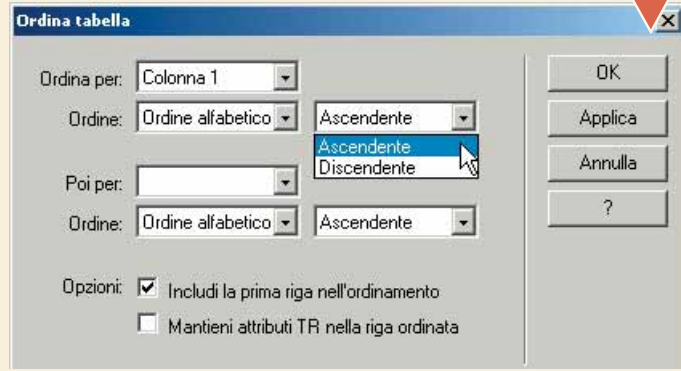 Ordina tabella
Ordina per: Colonna 1
OK
Ordine: Ordine alfabetico Ascendente
Applica
Ascendente
Discendente
Annulla
Poi per:
?
Ordine: Ordine alfabetico Ascendente
Opzioni: Includi la prima riga nell'ordinamento
Mantieni attributi TR nella riga ordinata